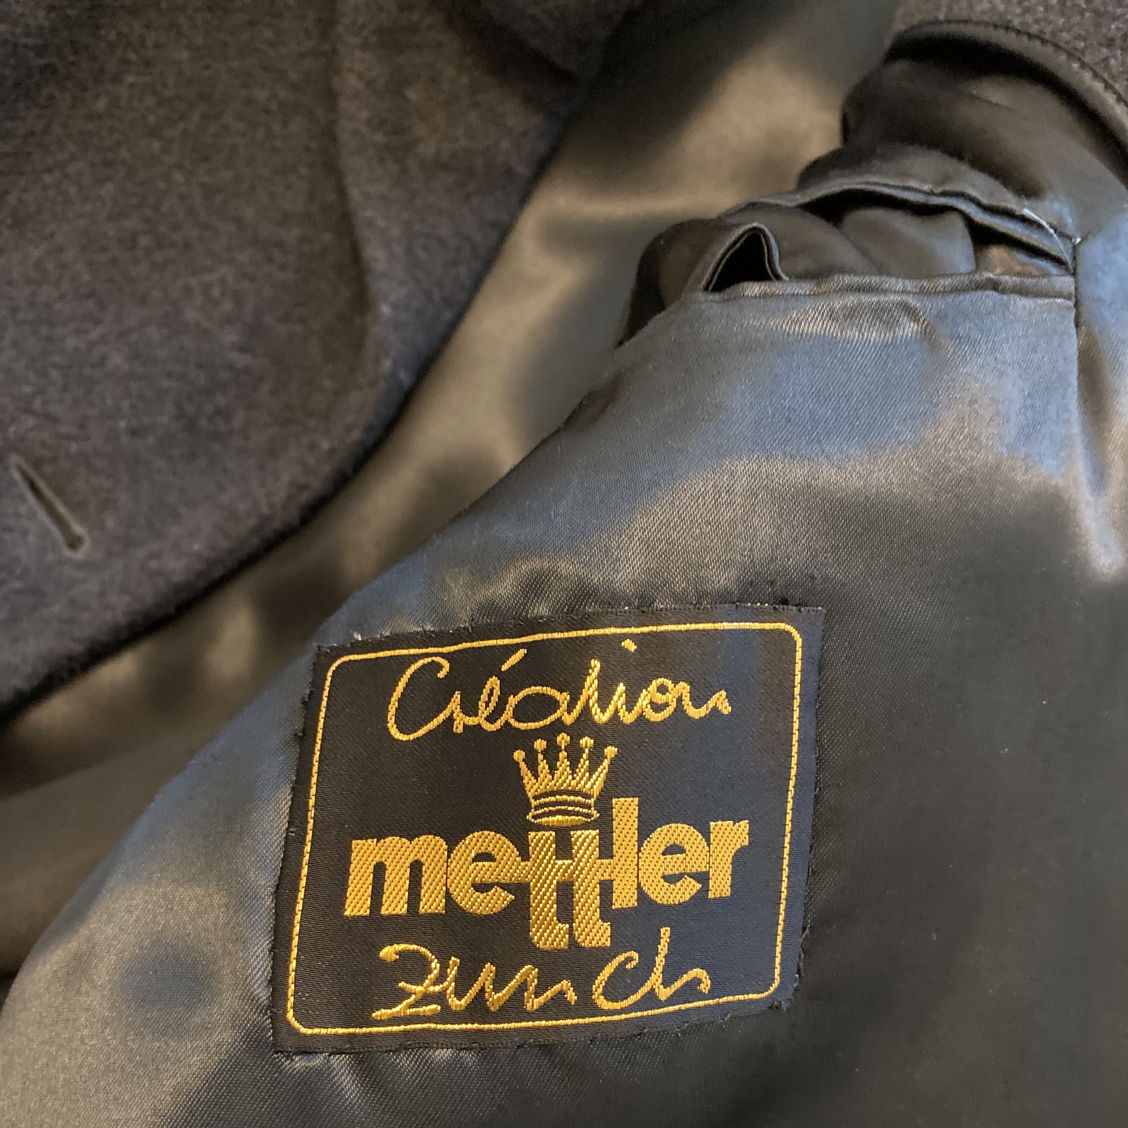 Création
mettler
Zurich